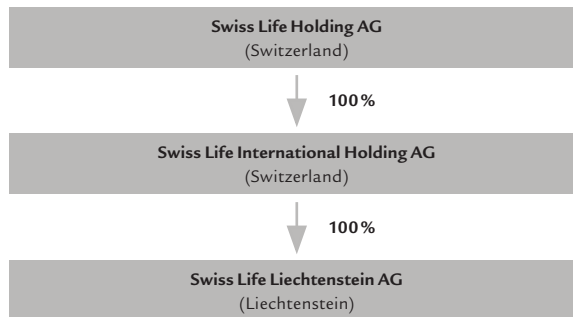 Swiss Life Holding AG
(Switzerland)
100%
Swiss Life International Holding AG
(Switzerland)
100%
Swiss Life Liechtenstein AG
(Liechtenstein)